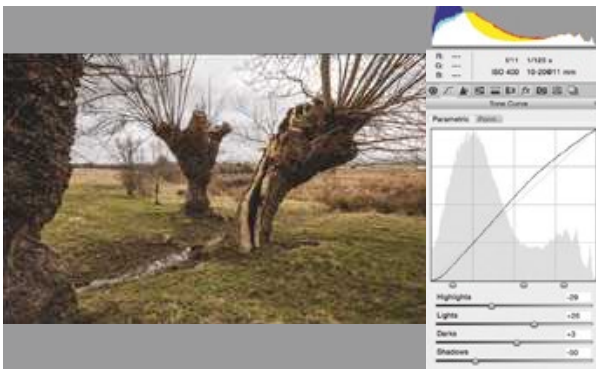 R: ---
G: ---
B: ---
f/11 1/125 s
ISO 400 10-20@11 mm
Tone Curve
Parametric Point
Highlights -29
Lights +26
Darks +3
Shadows -50